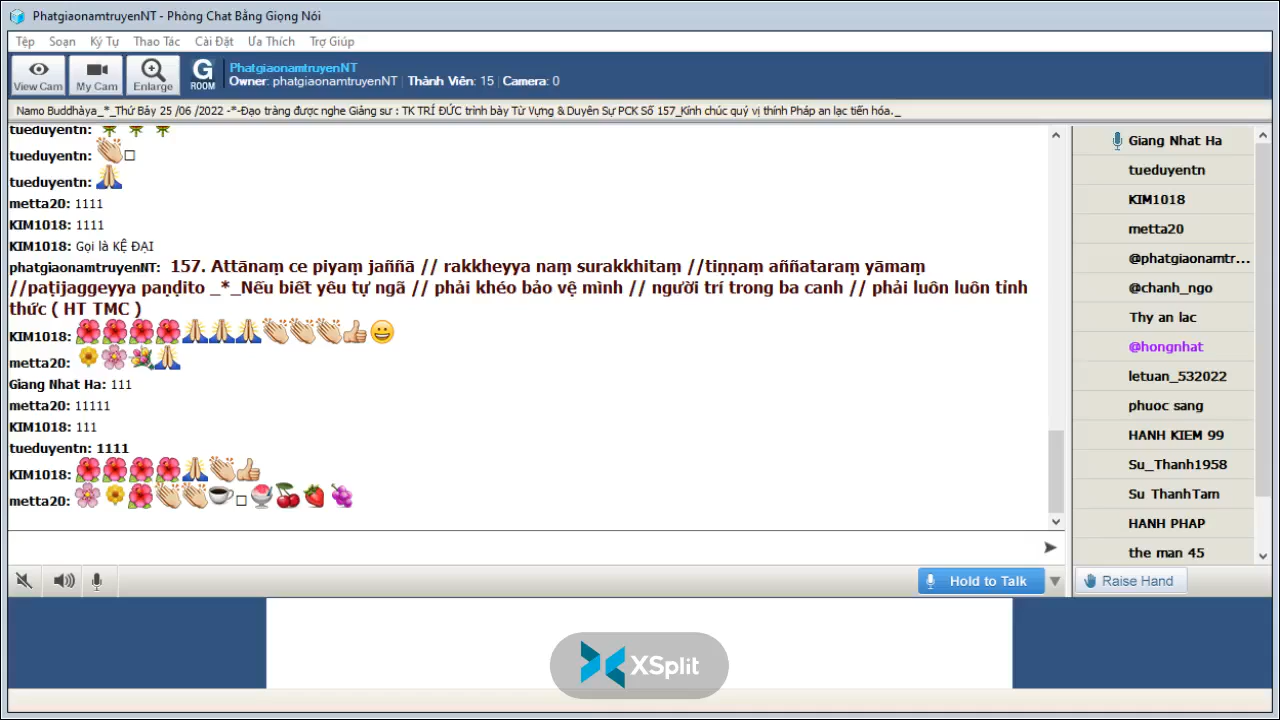 PhatgiaonamtruyenNT - Phòng Chat Bằng Giọng Nói
Tệp Soạn Ký Tự Thao Tác Cài Đặt Ưa Thích Trợ Giúp
View Cam My Cam Enlarge G ROOM
PhatgiaonamtruyenNT
Owner: phatgiaonamtruyenNT Thành Viên: 15 Camera: 0
Namo Buddhàya_*_Thứ Bảy 25 /06 /2022 -*-Đạo tràng được nghe Giảng sư : TK TRÍ ĐỨC trình bày Từ Vựng & Duyên Sự PCK Số 157_Kính chúc quý vị thính Pháp an lạc tiến hóa._
tueduyentn:
tueduyentn:
tueduyentn:
metta20: 1111
KIM1018: 1111
KIM1018: Gọi là KỆ ĐẠI
phatgiaonamtruyenNT: 157. Attānaṃ ce piyaṃ jaññā // rakkheyya naṃ surakkhitaṃ //tiṇṇaṃ aññataraṃ yāmaṃ
//paṭijaggeyya paṇḍito _*_Nếu biết yêu tự ngã // phải khéo bảo vệ mình // người trí trong ba canh // phải luôn luôn tỉnh
thức ( HT TMC )
KIM1018:
metta20:
Giang Nhat Ha: 111
metta20: 11111
KIM1018: 111
tueduyentn: 1111
KIM1018:
metta20:
Giang Nhat Ha
tueduyentn
KIM1018
metta20
@phatgiaonamtr...
@chanh_ngo
Thy an lac
@hongnhat
letuan_532022
phuoc sang
HANH KIEM 99
Su_Thanh1958
Su ThanhTam
HANH PHAP
the man 45
Hold to Talk
Raise Hand
XSplit